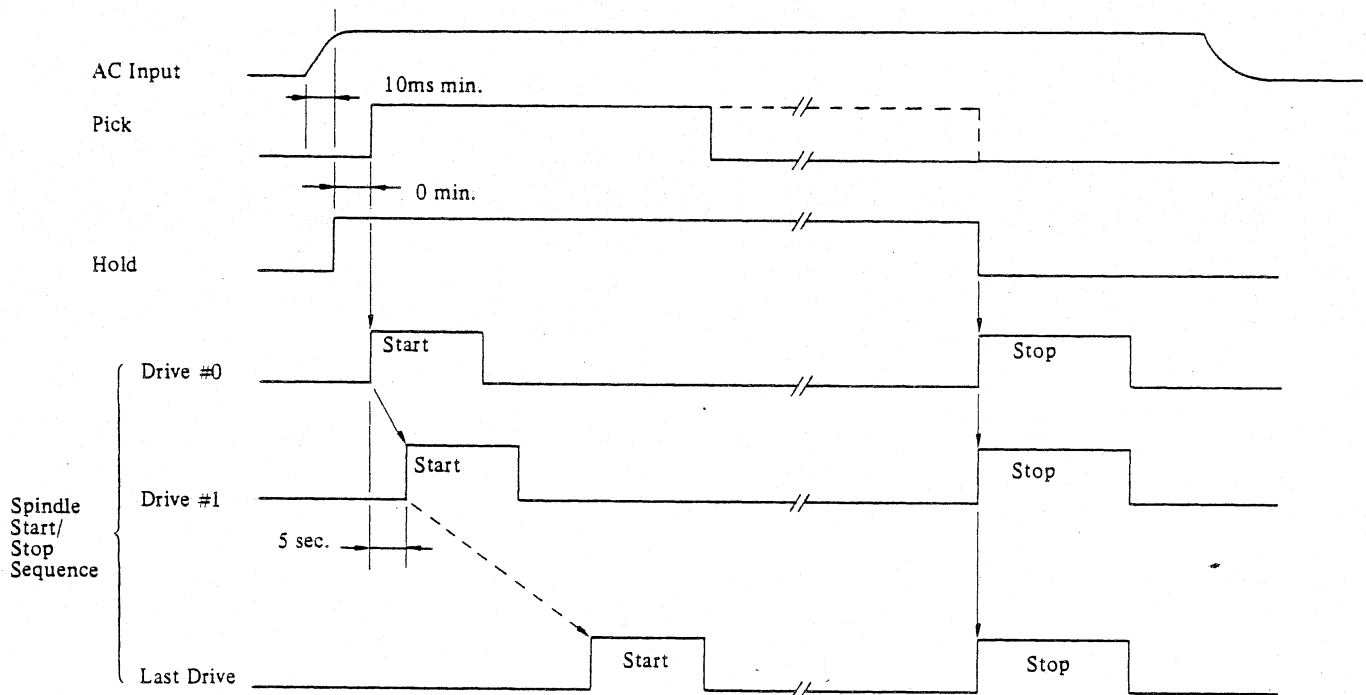 AC Input
10ms min.
Pick
0 min.
Hold
Start
Stop
Drive #0
Start
Stop
Drive #1
Spindle
Start/
Stop
Sequence
5 sec.
Start
Stop
Last Drive